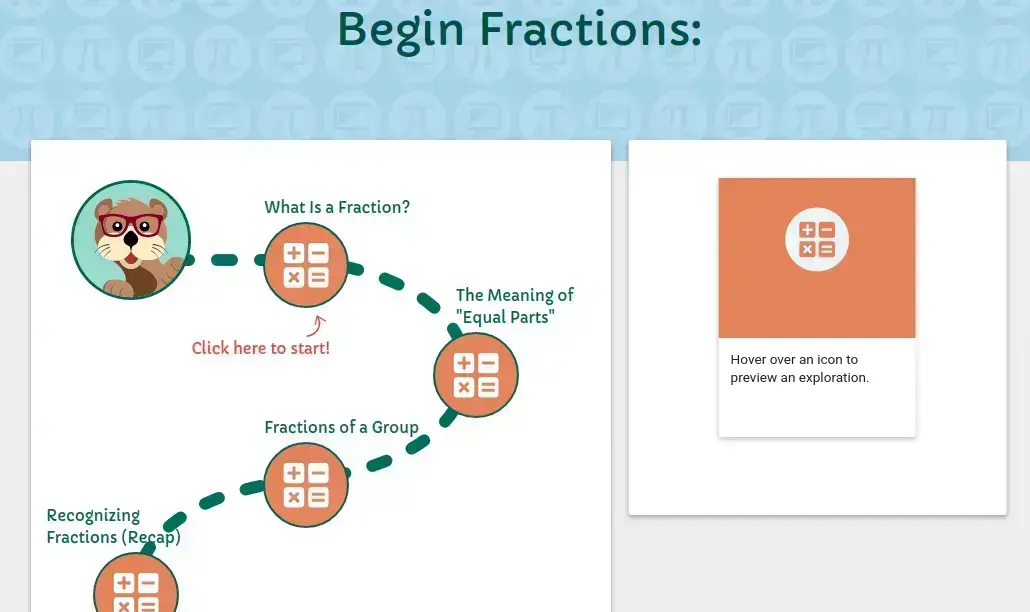 Begin Fractions:
What Is a Fraction?
The Meaning of
"Equal Parts"
Click here to start!
Fractions of a Group
Recognizing
Fractions (Recap)
Hover over an icon to
preview an exploration.